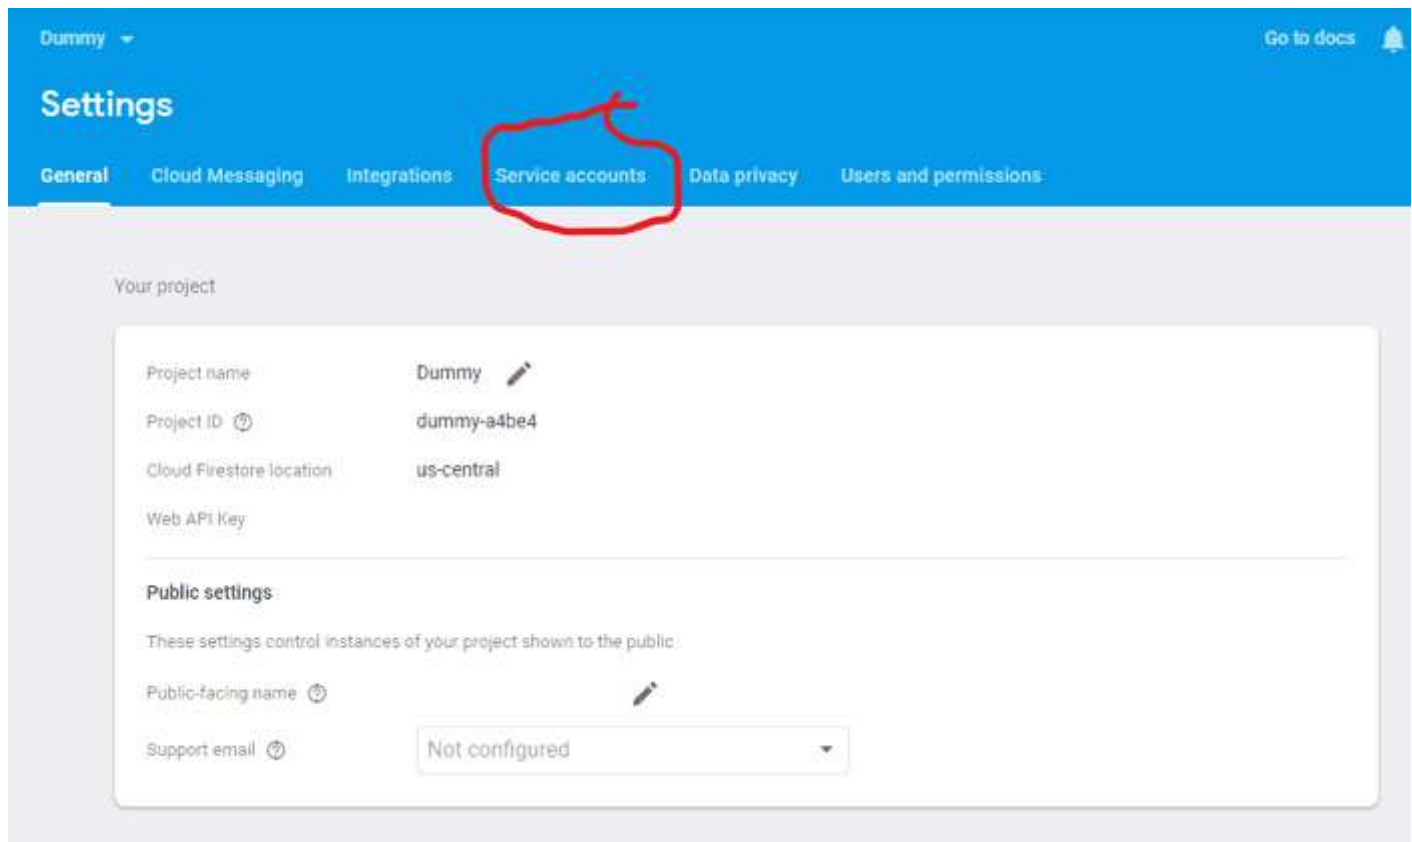 Dummy Go to docs
Settings
General Cloud Messaging Integrations Service accounts Data privacy Users and permissions
Your project
Project name Dummy
Project ID dummy-a4be4
Cloud Firestore location us-central
Web API Key
Public settings
These settings control instances of your project shown to the public
Public-facing name
Support email Not configured